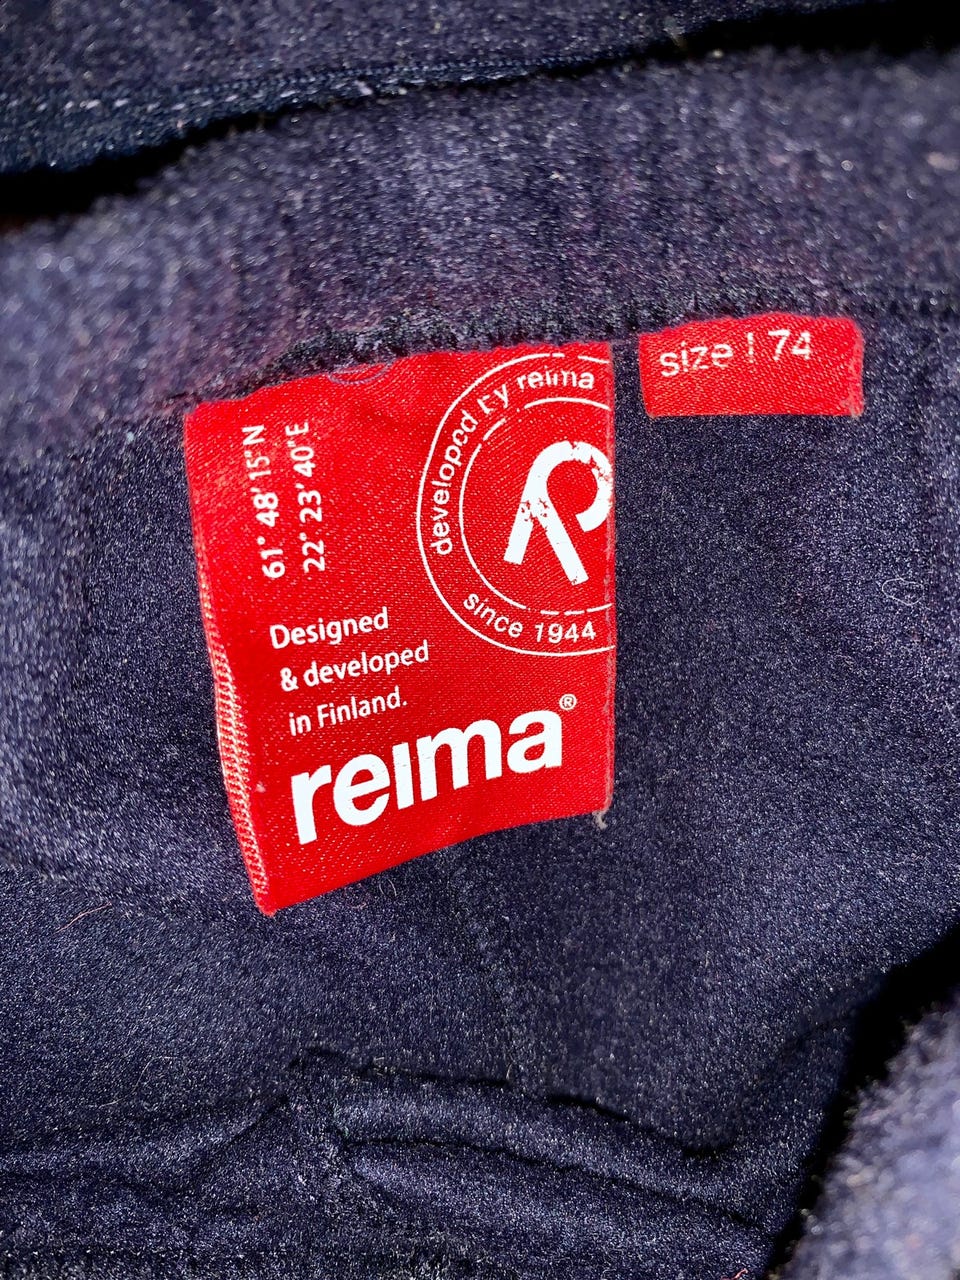 size | 74
developed by reima
since 1944
61° 48' 15" N
22° 23' 40" E
Designed
& developed
in Finland.
reima®